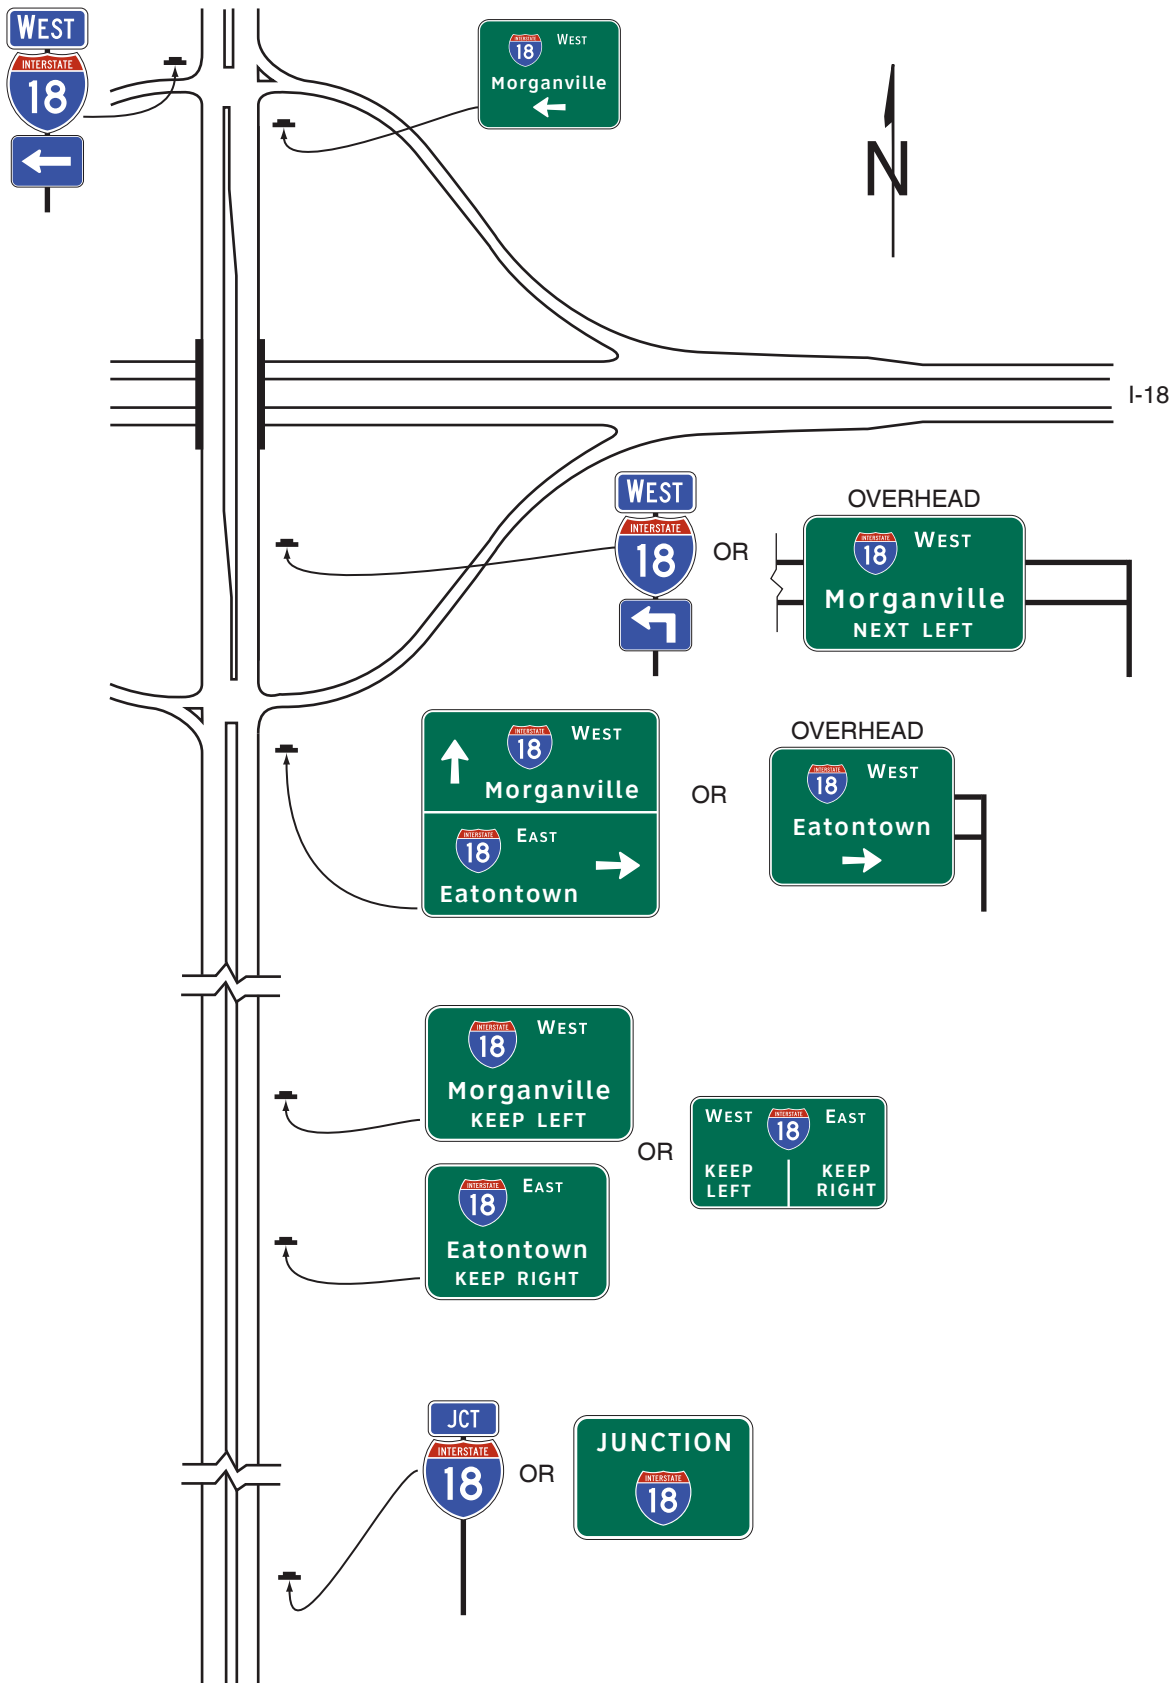 WEST
INTERSTATE
18
INTERSTATE
18
WEST
Morganville
N
I-18
WEST
INTERSTATE
18
OR
OVERHEAD
INTERSTATE
18
WEST
Morganville
NEXT LEFT
INTERSTATE
18
WEST
Morganville
INTERSTATE
18
EAST
Eatontown
OR
OVERHEAD
INTERSTATE
18
WEST
Eatontown
INTERSTATE
18
WEST
Morganville
KEEP LEFT
INTERSTATE
18
EAST
Eatontown
KEEP RIGHT
OR
WEST
INTERSTATE
18
EAST
KEEP
LEFT
KEEP
RIGHT
JCT
INTERSTATE
18
OR
JUNCTION
INTERSTATE
18